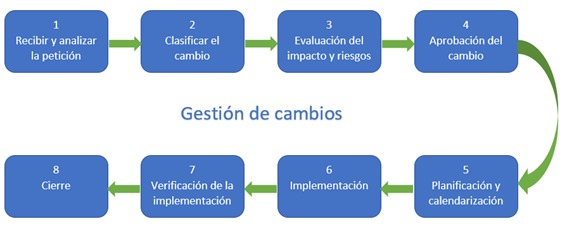 1
Recibir y analizar
la petición
2
Clasificar el
cambio
3
Evaluación del
impacto y riesgos
4
Aprobación del
cambio
Gestión de cambios
5
Planificación y
calendarización
6
Implementación
7
Verificación de la
implementación
8
Cierre